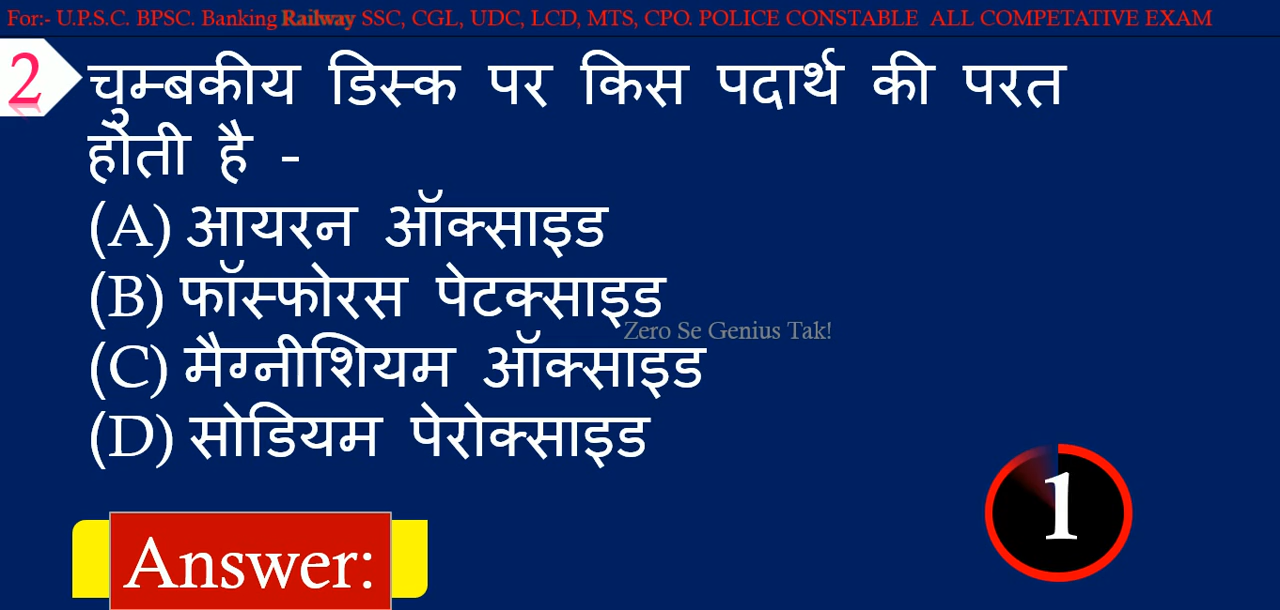 For:- U.P.S.C. BPSC. Banking Railway SSC, CGL, UDC, LCD, MTS, CPO. POLICE CONSTABLE ALL COMPETATIVE EXAM
2 चुम्बकीय डिस्क पर किस पदार्थ की परत
होती है -
(A) आयरन ऑक्साइड
(B) फॉस्फोरस पेटक्साइड
Zero Se Genius Tak!
(C) मैग्नीशियम ऑक्साइड
(D) सोडियम पेरोक्साइड
1
Answer: